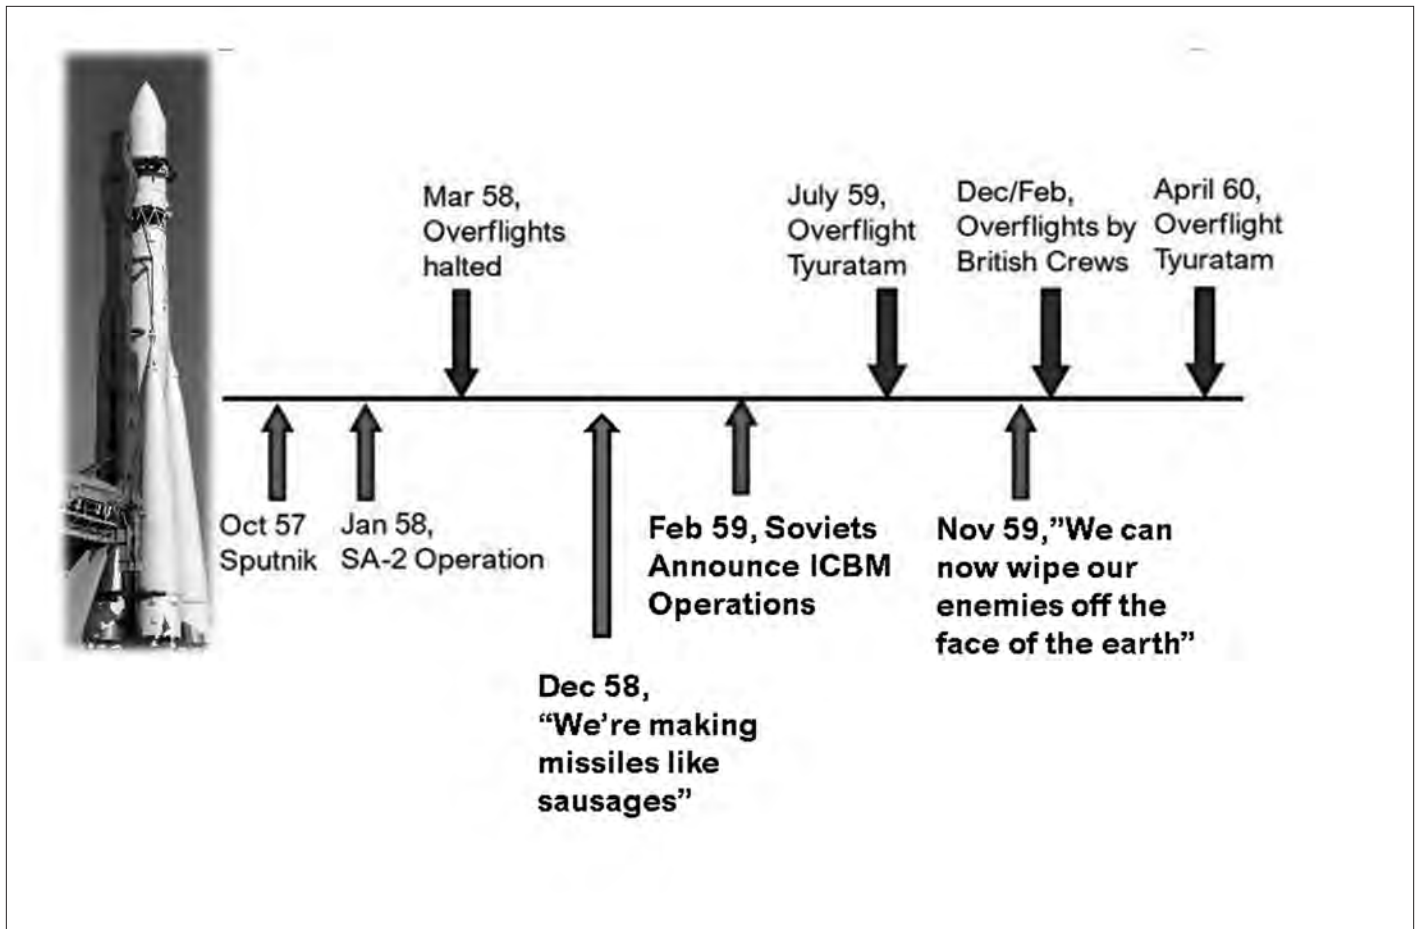 Mar 58,
Overflights
halted
July 59,
Overflight
Tyuratam
Dec/Feb,
Overflights by
British Crews
April 60,
Overflight
Tyuratam
Oct 57
Sputnik
Jan 58,
SA-2 Operation
Dec 58,
“We’re making
missiles like
sausages”
Feb 59, Soviets
Announce ICBM
Operations
Nov 59,”We can
now wipe our
enemies off the
face of the earth”